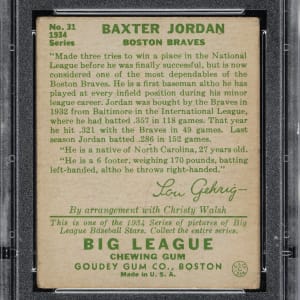 No. 31
1934
Series
BAXTER JORDAN
BOSTON BRAVES
"Made three tries to win a place in the National
League before he was finally successful, but is now
considered one of the most dependables of the
Boston Braves. He is a first baseman altho he has
played at every infield position during his minor
league career. Jordan was bought by the Braves in
1932 from Baltimore in the International League,
where he had batted .357 in 118 games. That year
he hit .321 with the Braves in 49 games. Last
season Jordan batted .286 in 152 games.
"He is a native of North Carolina, 27 years old.
"He is a 6 footer, weighing 170 pounds, batting
left-handed, altho he throws right-handed."
Lou Gehrig
By arrangement with Christy Walsh
This is one of the 1934 Series of pictures of Big
League Baseball Stars. Collect the entire series.
BIG LEAGUE
CHEWING GUM
GOUDEY GUM CO., BOSTON
Made in U. S. A.